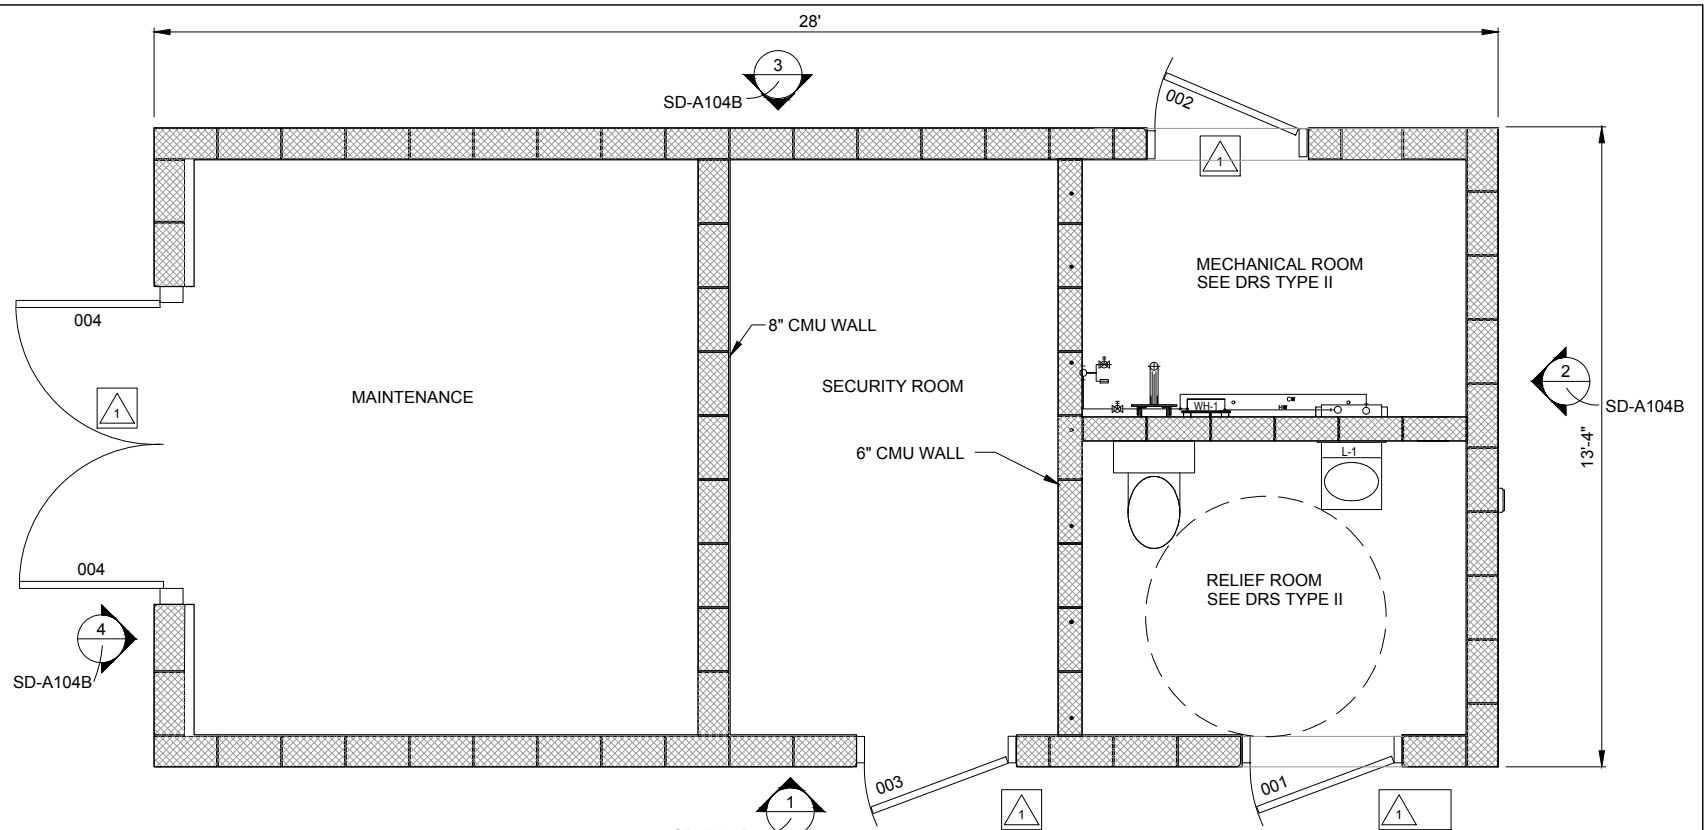 28'
3
SD-A104B
002
1
MECHANICAL ROOM
SEE DRS TYPE II
004
8" CMU WALL
2
SD-A104B
SECURITY ROOM
MAINTENANCE
1
CW
WH-1
HW
6" CMU WALL
L-1
13'-4"
004
RELIEF ROOM
SEE DRS TYPE II
4
SD-A104B
003
001
1
1
1